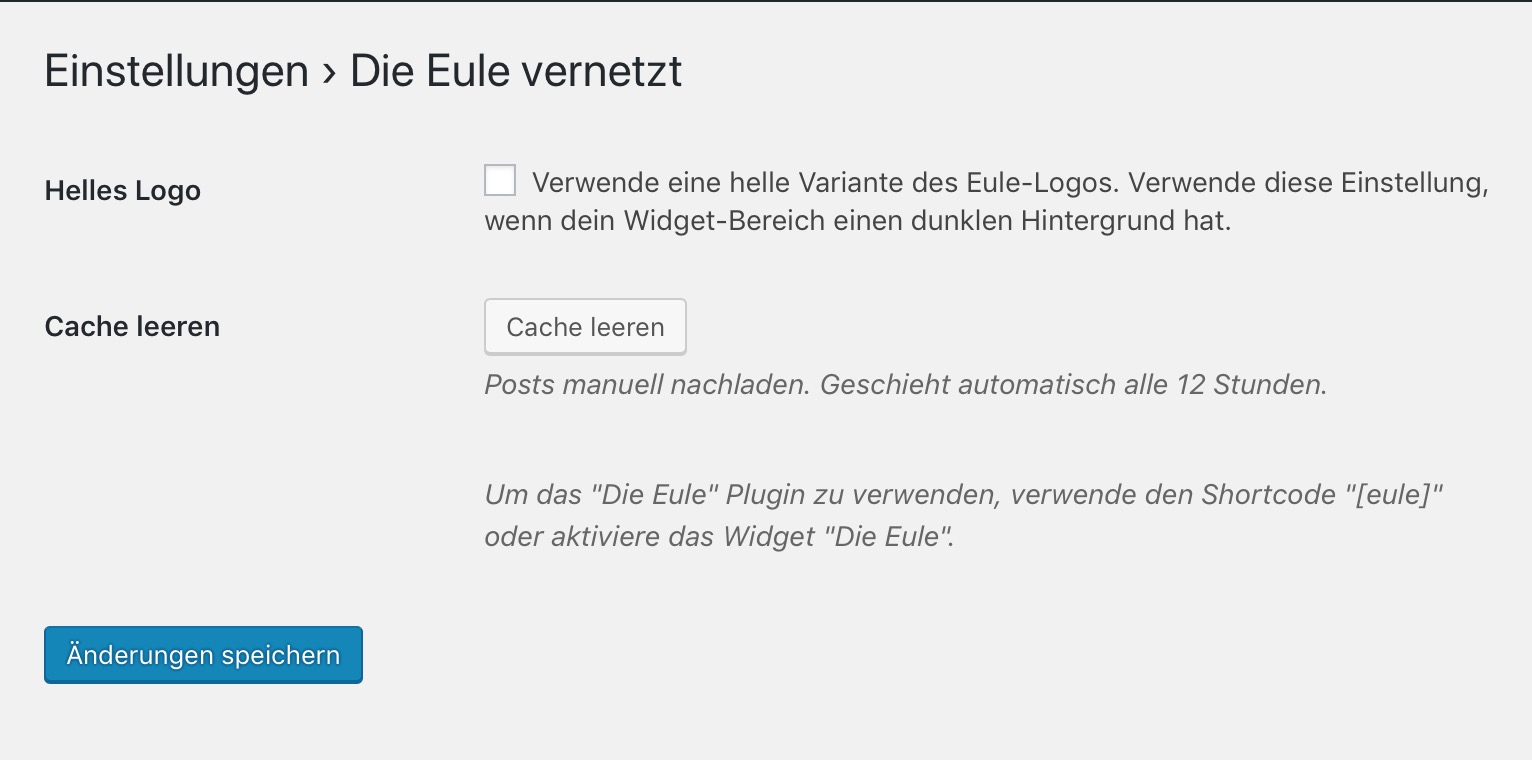 Einstellungen › Die Eule vernetzt
Helles Logo
Verwende eine helle Variante des Eule-Logos. Verwende diese Einstellung,
wenn dein Widget-Bereich einen dunklen Hintergrund hat.
Cache leeren
Cache leeren
Posts manuell nachladen. Geschieht automatisch alle 12 Stunden.
Um das "Die Eule" Plugin zu verwenden, verwende den Shortcode "[eule]"
oder aktiviere das Widget "Die Eule".
Änderungen speichern